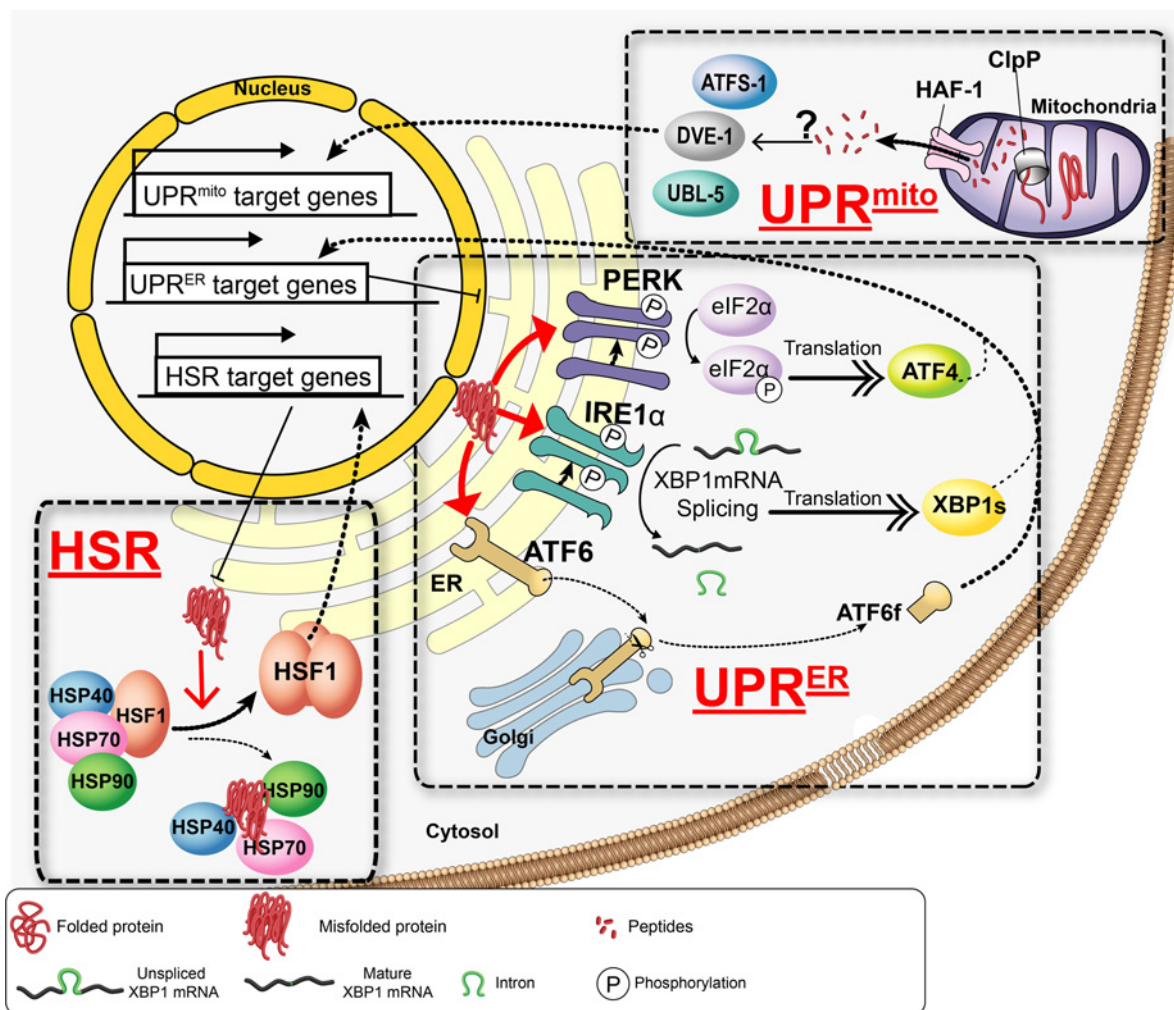 Nucleus
UPRmito target genes
UPRER target genes
HSR target genes
ATFS-1
DVE-1
UBL-5
?
HAF-1
ClpP
Mitochondria
UPRmito
PERK
P
P
eIF2α
eIF2α
P
Translation
ATF4
IRE1α
P
P
XBP1mRNA
Splicing
Translation
XBP1s
ER
ATF6
ATF6f
Golgi
UPRER
HSR
HSP40
HSF1
HSP70
HSP90
HSF1
HSP90
HSP40
HSP70
Cytosol
Folded protein
Misfolded protein
Peptides
Unspliced
XBP1 mRNA
Mature
XBP1 mRNA
Intron
P
Phosphorylation